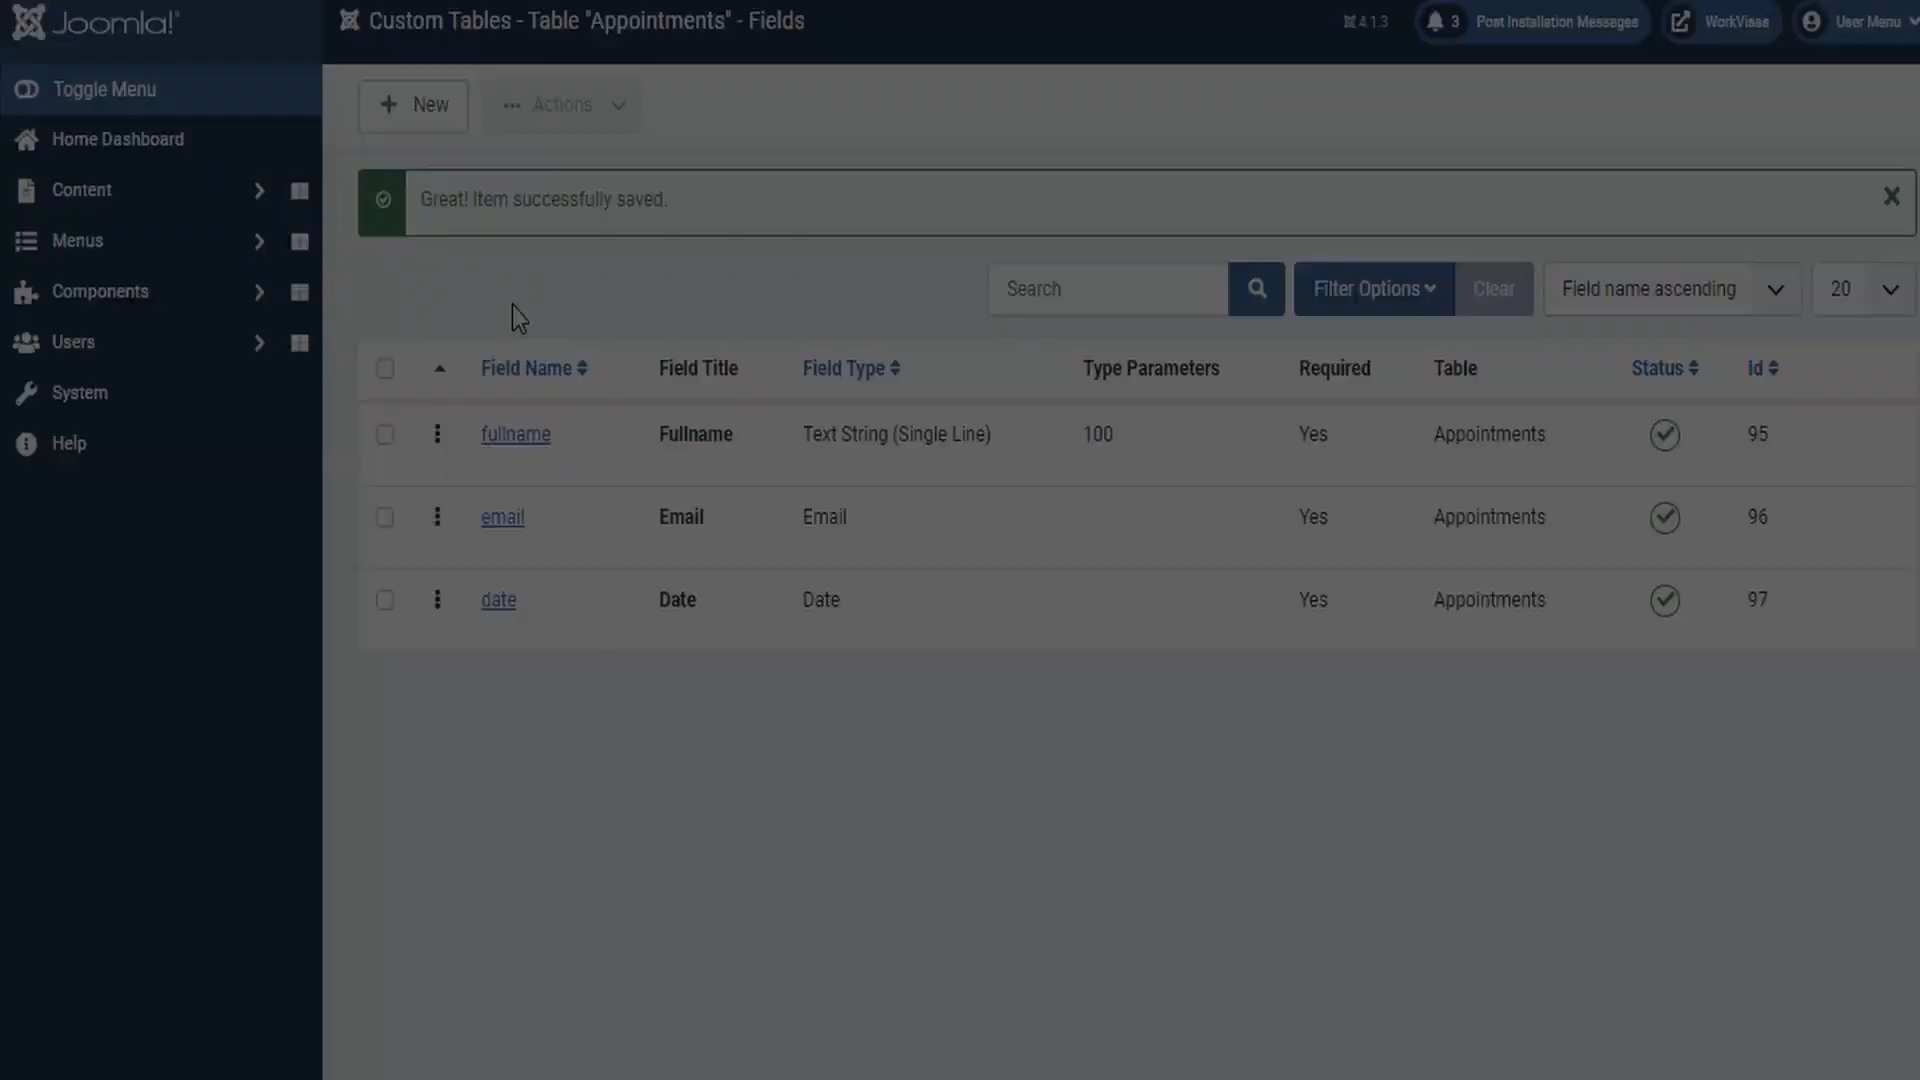 Joomla!
Custom Tables - Table "Appointments" - Fields
4.1.3
3
Post Installation Messages
WorkVisas
User Menu
Toggle Menu
Home Dashboard
Content
Menus
Components
Users
System
Help
New
Actions
Great! Item successfully saved.
Search
Filter Options
Clear
Field name ascending
20
Field Name Field Title Field Type Type Parameters Required Table Status Id
fullname Fullname Text String (Single Line) 100 Yes Appointments 95
email Email Email Yes Appointments 96
date Date Date Yes Appointments 97